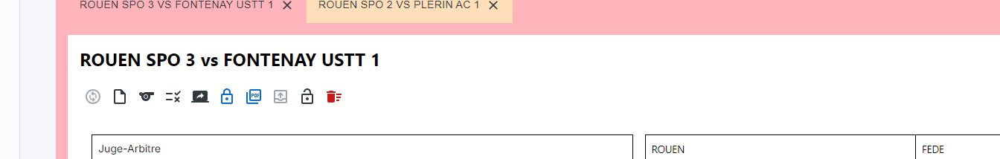 ROUEN SPO 3 VS FONTENAY USTT 1
ROUEN SPO 2 VS PLERIN AC 1
ROUEN SPO 3 vs FONTENAY USTT 1
PDF
Juge-Arbitre
ROUEN
FEDE